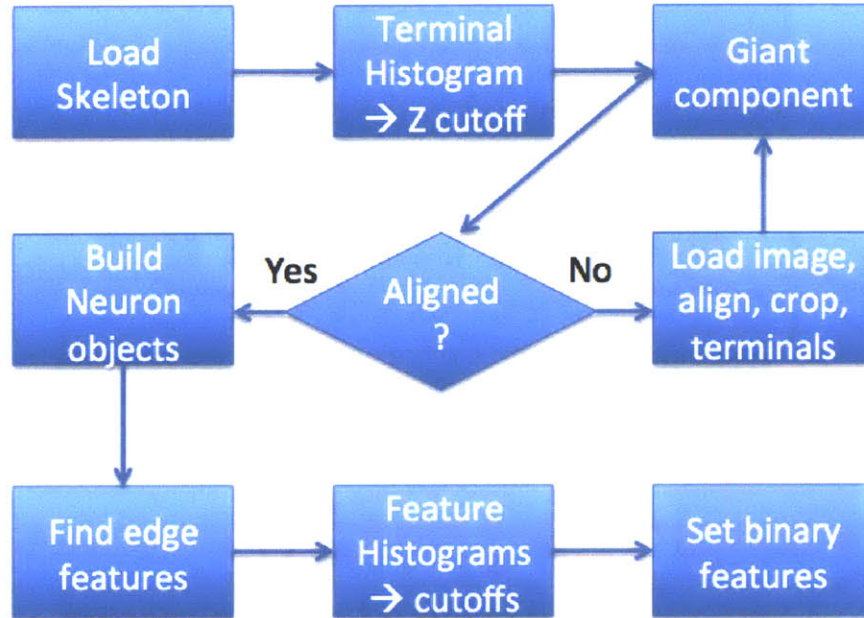 Load
Skeleton
Terminal
Histogram
→ Z cutoff
Giant
component
Build
Neuron
objects
Yes
Aligned
?
No
Load image,
align, crop,
terminals
Find edge
features
Feature
Histograms
→ cutoffs
Set binary
features